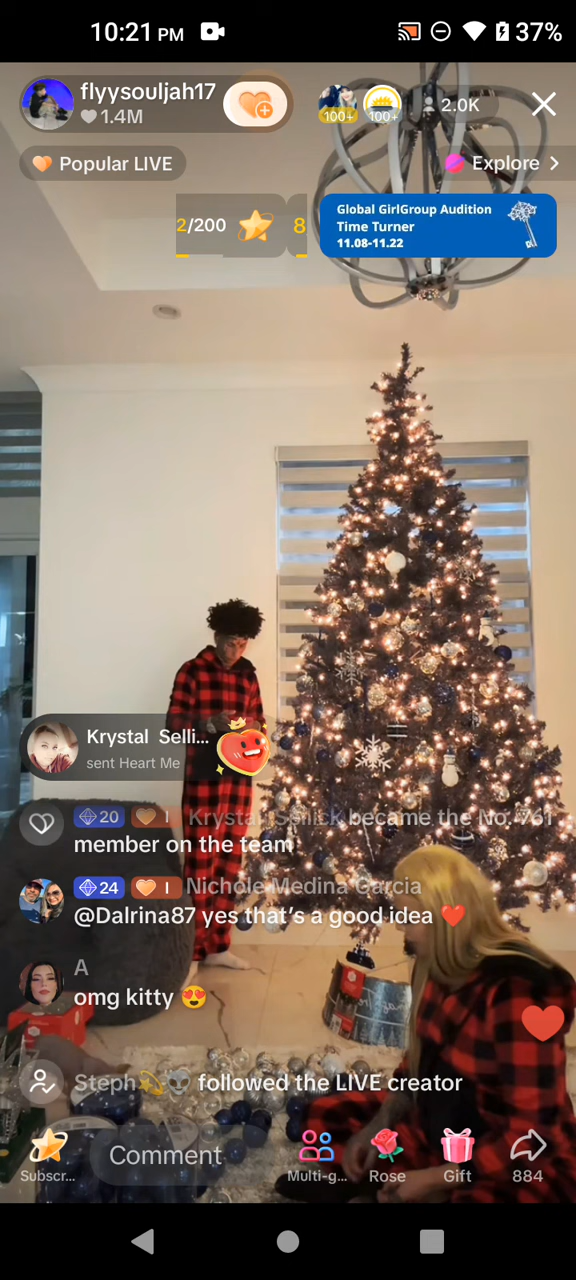 10:21 PM
37%
flyysouljah17
1.4M
100+
100+
2.0K
Popular LIVE
Explore >
2/200
8
Global GirlGroup Audition
Time Turner
11.08-11.22
Krystal Selli...
sent Heart Me
20 I Krystal Sellick became the No. 761
member on the team
24 I Nichole Medina Garcia
@Dalrina87 yes that's a good idea ❤️
A
omg kitty 😍
Steph💫👽 followed the LIVE creator
Comment
Subscr...
Multi-g...
Rose
Gift
884